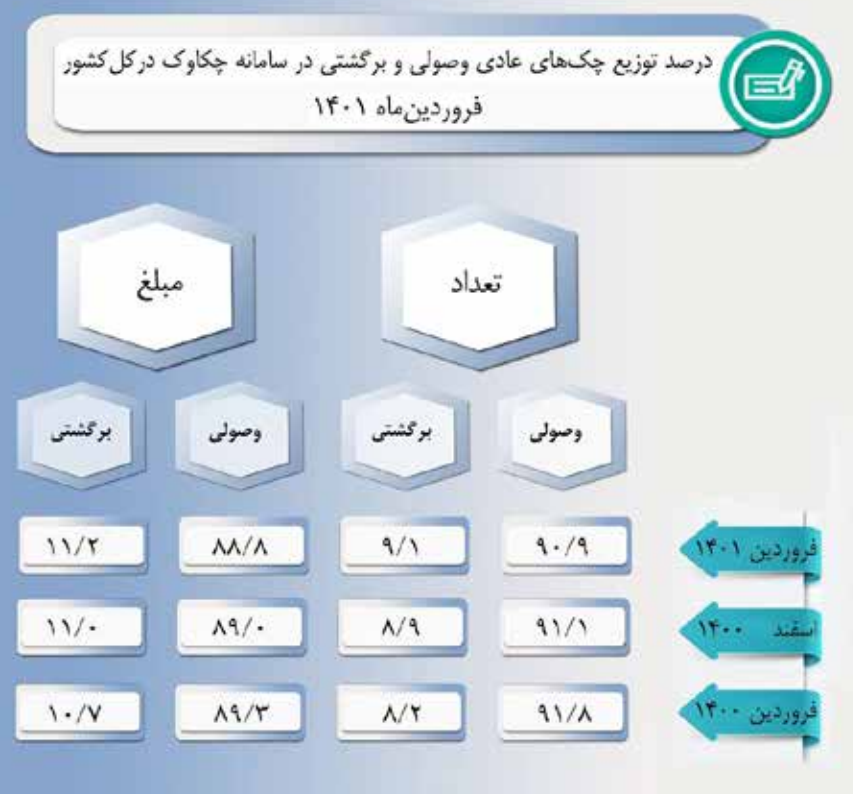 درصد توزیع چک‌های عادی وصولی و برگشتی در سامانه چکاوک در کل کشور
فروردین‌ماه ۱۴۰۱
تعداد مبلغ
وصولی برگشتی وصولی برگشتی
فروردین ۱۴۰۱ ۹۰/۹ ۹/۱ ۸۸/۸ ۱۱/۲
اسفند ۱۴۰۰ ۹۱/۱ ۸/۹ ۸۹/۰ ۱۱/۰
فروردین ۱۴۰۰ ۹۱/۸ ۸/۲ ۸۹/۳ ۱۰/۷